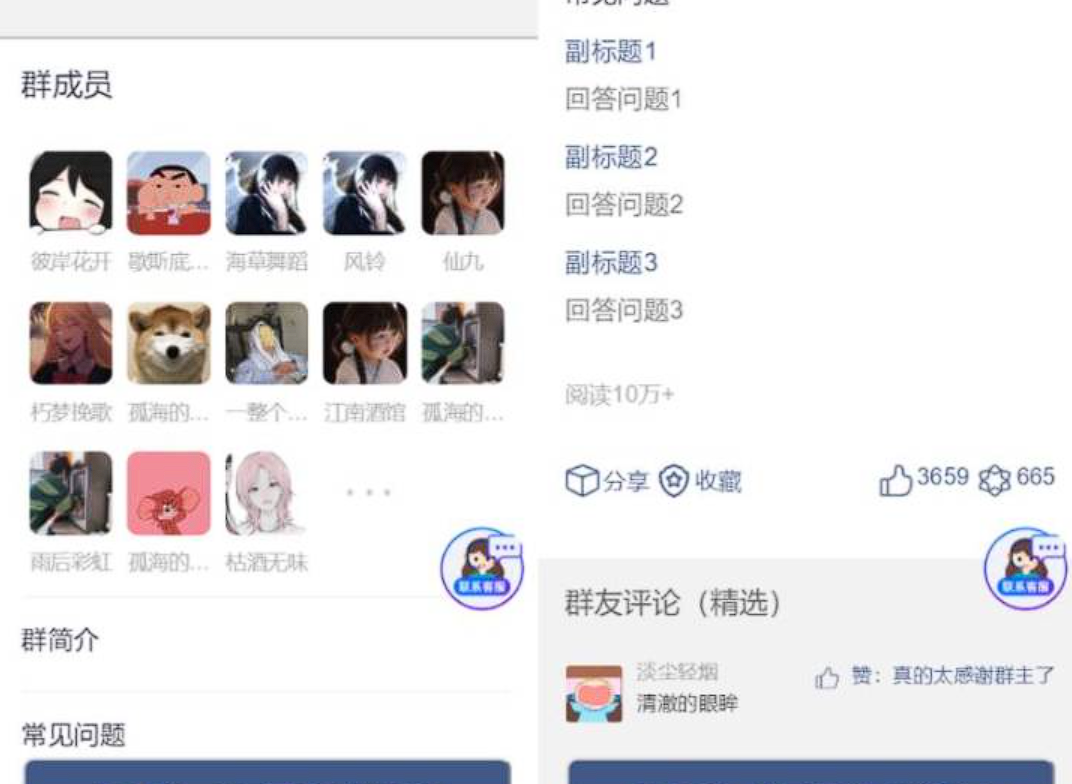 群成员
彼岸花开 歇斯底... 海草舞蹈 风铃 仙九
朽梦挽歌 孤海的... 一整个... 江南酒馆 孤海的...
...
雨后彩虹 孤海的... 枯酒无味
联系客服
群简介
常见问题
副标题1
回答问题1
副标题2
回答问题2
副标题3
回答问题3
阅读10万+
分享 收藏 3659 665
联系客服
群友评论（精选）
淡尘轻烟 赞：真的太感谢群主了
清澈的眼眸